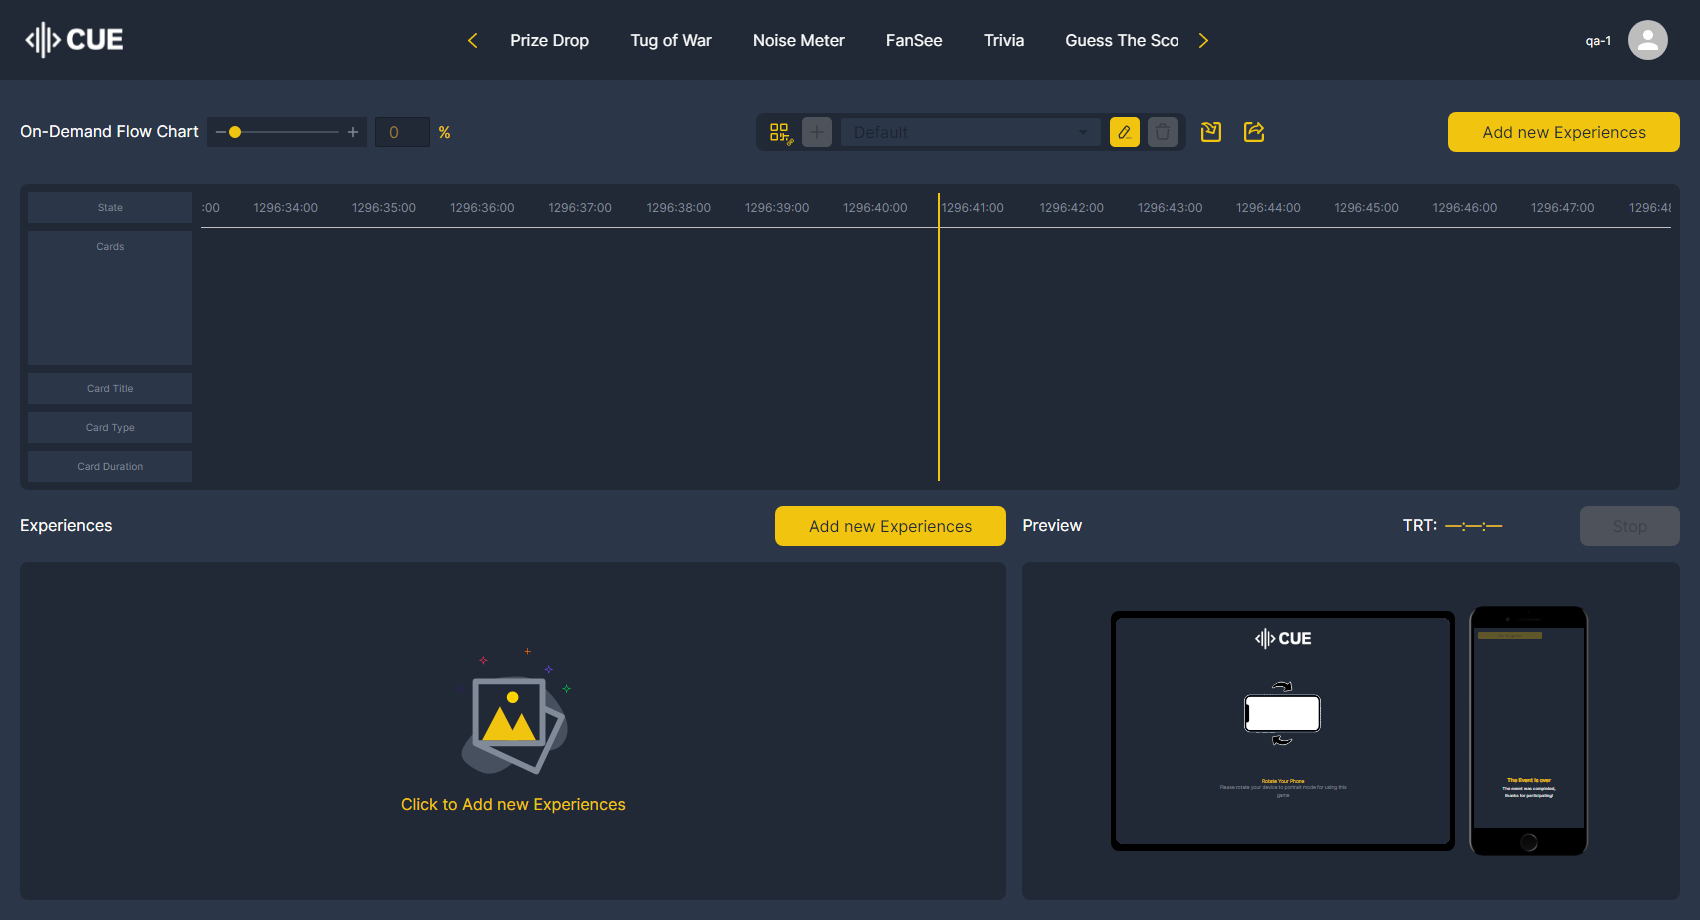 CUE
Prize Drop Tug of War Noise Meter FanSee Trivia Guess The Sco
qa-1
On-Demand Flow Chart
0 %
Default
Add new Experiences
State
:00 1296:34:00 1296:35:00 1296:36:00 1296:37:00 1296:38:00 1296:39:00 1296:40:00 1296:41:00 1296:42:00 1296:43:00 1296:44:00 1296:45:00 1296:46:00 1296:47:00 1296:48
Cards
Card Title
Card Type
Card Duration
Experiences
Add new Experiences
Click to Add new Experiences
Preview
TRT: —:—:—
Stop
CUE
Rotate Your Phone
Please rotate your device to portrait mode for using this
game
The Event is over
The event was completed,
thanks for participating!